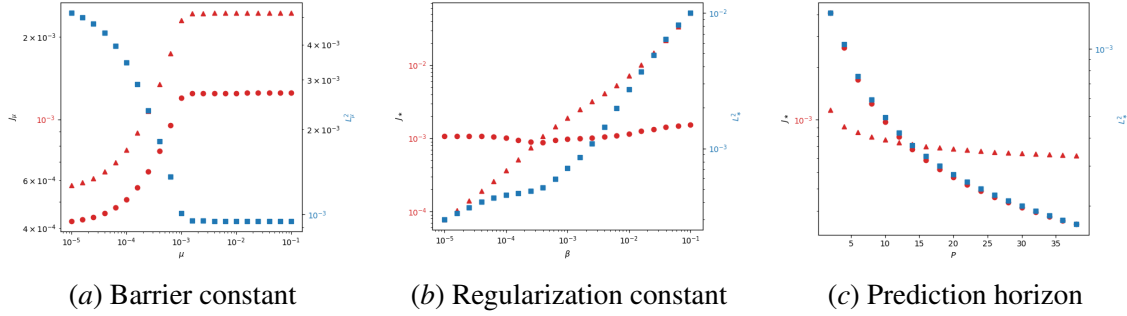 2 × 10⁻³
10⁻³
6 × 10⁻⁴
4 × 10⁻⁴
J_μ
4 × 10⁻³
3 × 10⁻³
2 × 10⁻³
10⁻³
L²_μ
10⁻⁵ 10⁻⁴ 10⁻³ 10⁻² 10⁻¹
μ
10⁻²
10⁻³
10⁻⁴
J_*
10⁻²
10⁻³
L²_*
10⁻⁵ 10⁻⁴ 10⁻³ 10⁻² 10⁻¹
β
10⁻³
J_*
10⁻³
L²_*
5 10 15 20 25 30 35
P
(a) Barrier constant
(b) Regularization constant
(c) Prediction horizon